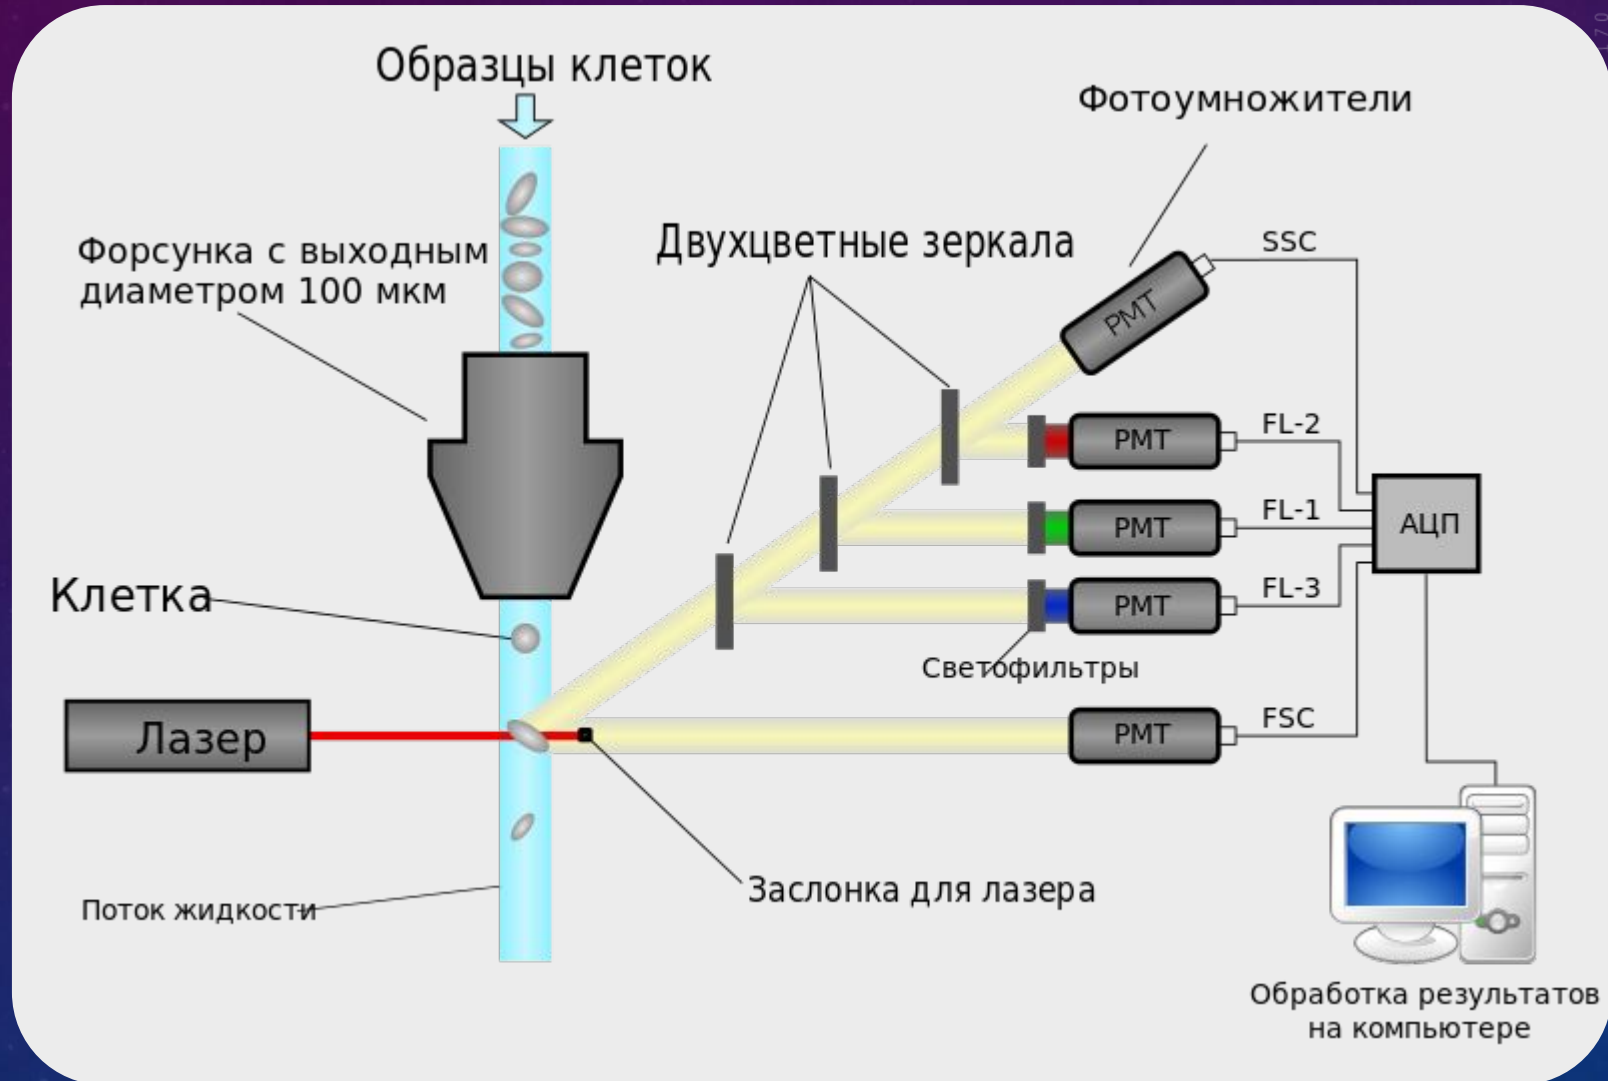 Образцы клеток
Фотоумножители
Форсунка с выходным
диаметром 100 мкм
Двухцветные зеркала
SSC
PMT
FL-2
PMT
FL-1
PMT
АЦП
FL-3
PMT
Клетка
Светофильтры
Лазер
FSC
PMT
Заслонка для лазера
Поток жидкости
Обработка результатов
на компьютере